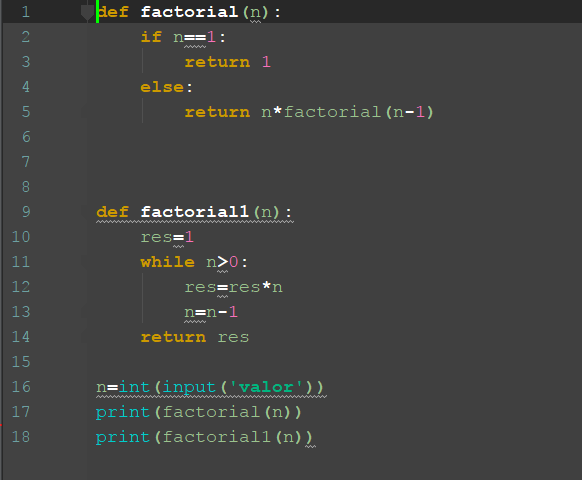 1 def factorial(n):
2 if n==1:
3 return 1
4 else:
5 return n*factorial(n-1)
6
7
8
9 def factorial1(n):
10 res=1
11 while n>0:
12 res=res*n
13 n=n-1
14 return res
15
16 n=int(input('valor'))
17 print(factorial(n))
18 print(factorial1(n))